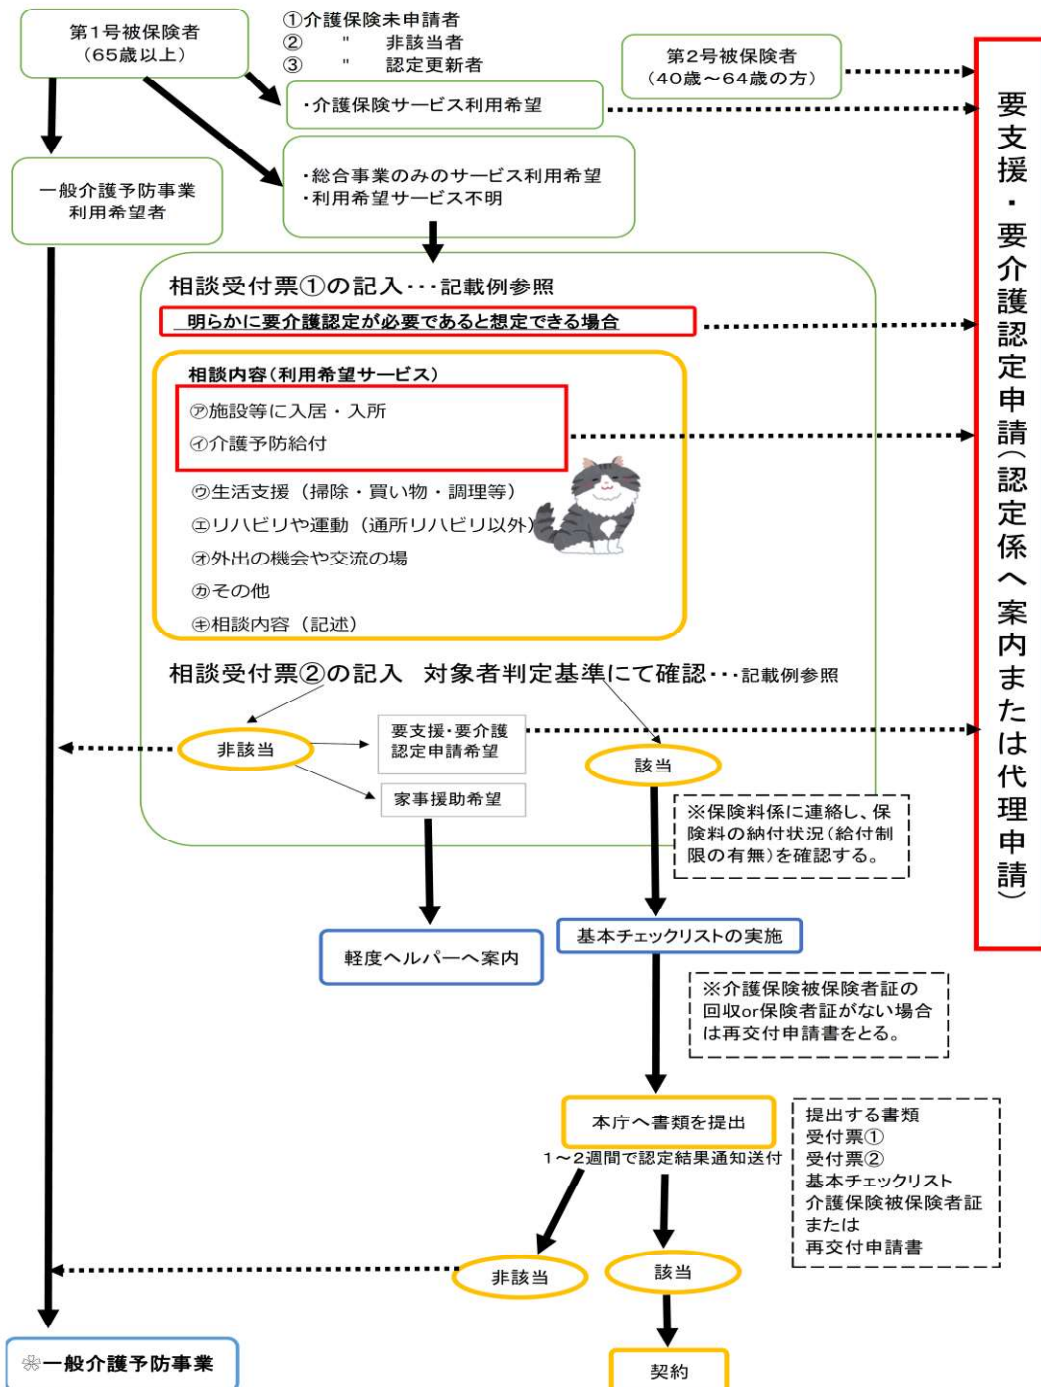 第1号被保険者
(65歳以上)
①介護保険未申請者
② " 非該当者
③ " 認定更新者
第2号被保険者
(40歳～64歳の方)
・介護保険サービス利用希望
一般介護予防事業
利用希望者
・総合事業のみのサービス利用希望
・利用希望サービス不明
要支援・要介護認定申請(認定係へ案内または代理申請)
相談受付票①の記入･･･記載例参照
明らかに要介護認定が必要であると想定できる場合
相談内容(利用希望サービス)
㋐施設等に入居・入所
㋑介護予防給付
㋒生活支援（掃除・買い物・調理等）
㋓リハビリや運動（通所リハビリ以外）
㋔外出の機会や交流の場
㋕その他
㋖相談内容（記述）
相談受付票②の記入　対象者判定基準にて確認･･･記載例参照
非該当
要支援・要介護
認定申請希望
該当
家事援助希望
※保険料係に連絡し、保
険料の納付状況(給付制
限の有無)を確認する。
軽度ヘルパーへ案内
基本チェックリストの実施
※介護保険被保険者証の
回収or保険者証がない場合
は再交付申請書をとる。
本庁へ書類を提出
1～2週間で認定結果通知送付
提出する書類
受付票①
受付票②
基本チェックリスト
介護保険被保険者証
または
再交付申請書
非該当
該当
❊一般介護予防事業
契約